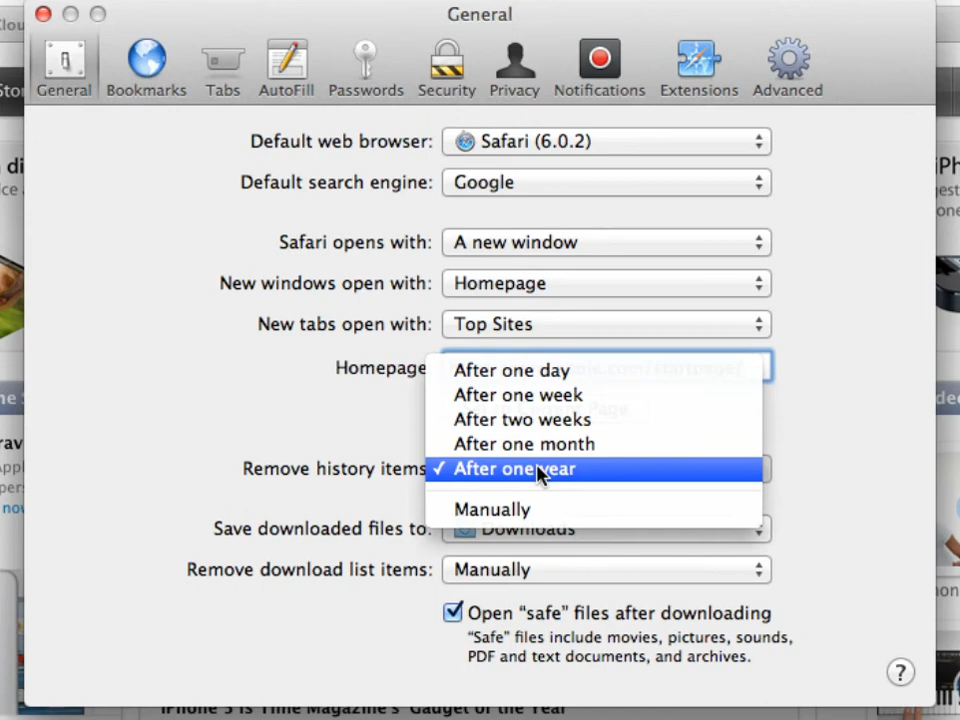 General
General Bookmarks Tabs AutoFill Passwords Security Privacy Notifications Extensions Advanced
Default web browser: Safari (6.0.2)
Default search engine: Google
Safari opens with: A new window
New windows open with: Homepage
New tabs open with: Top Sites
Homepage
After one day
After one week
After two weeks
After one month
Remove history items ✓ After one year
Manually
Save downloaded files to: Downloads
Remove download list items: Manually
Open “safe” files after downloading
“Safe” files include movies, pictures, sounds,
PDF and text documents, and archives.
?
iPhone 5 is Time Magazine's Gadget of the Year